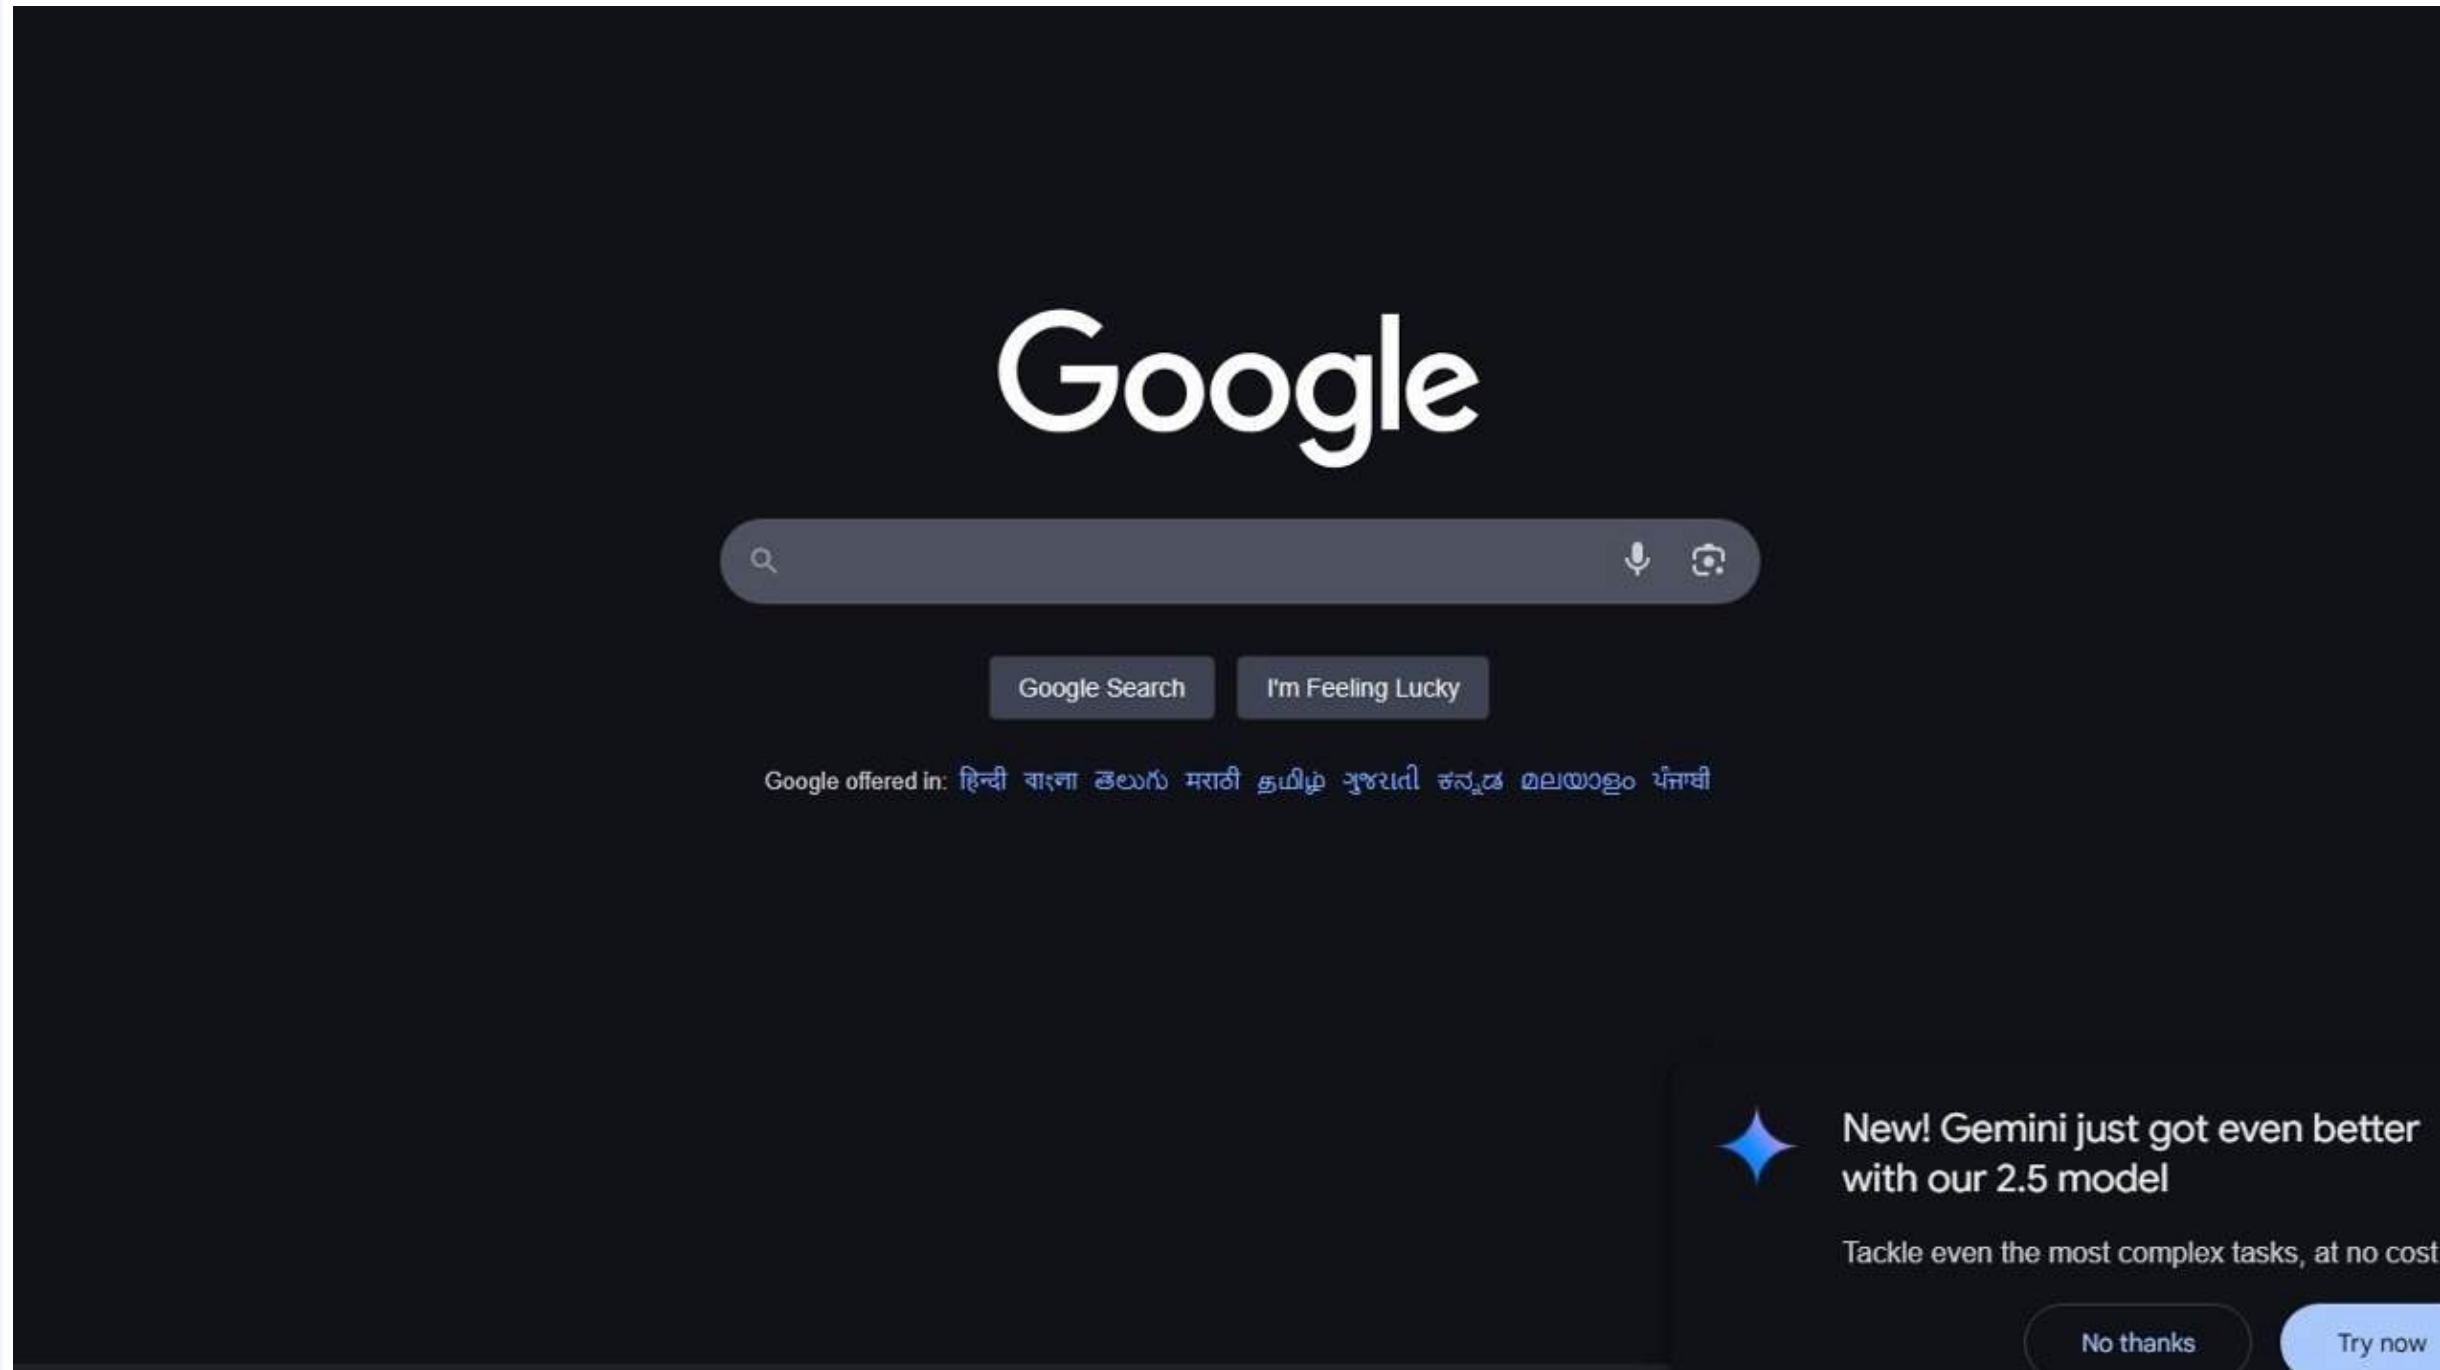 Google
Google Search I'm Feeling Lucky
Google offered in: हिन्दी বাংলা తెలుగు मराठी தமிழ் ગુજરાતી ಕನ್ನಡ മലയാളം ਪੰਜਾਬੀ
New! Gemini just got even better
with our 2.5 model
Tackle even the most complex tasks, at no cost
No thanks Try now